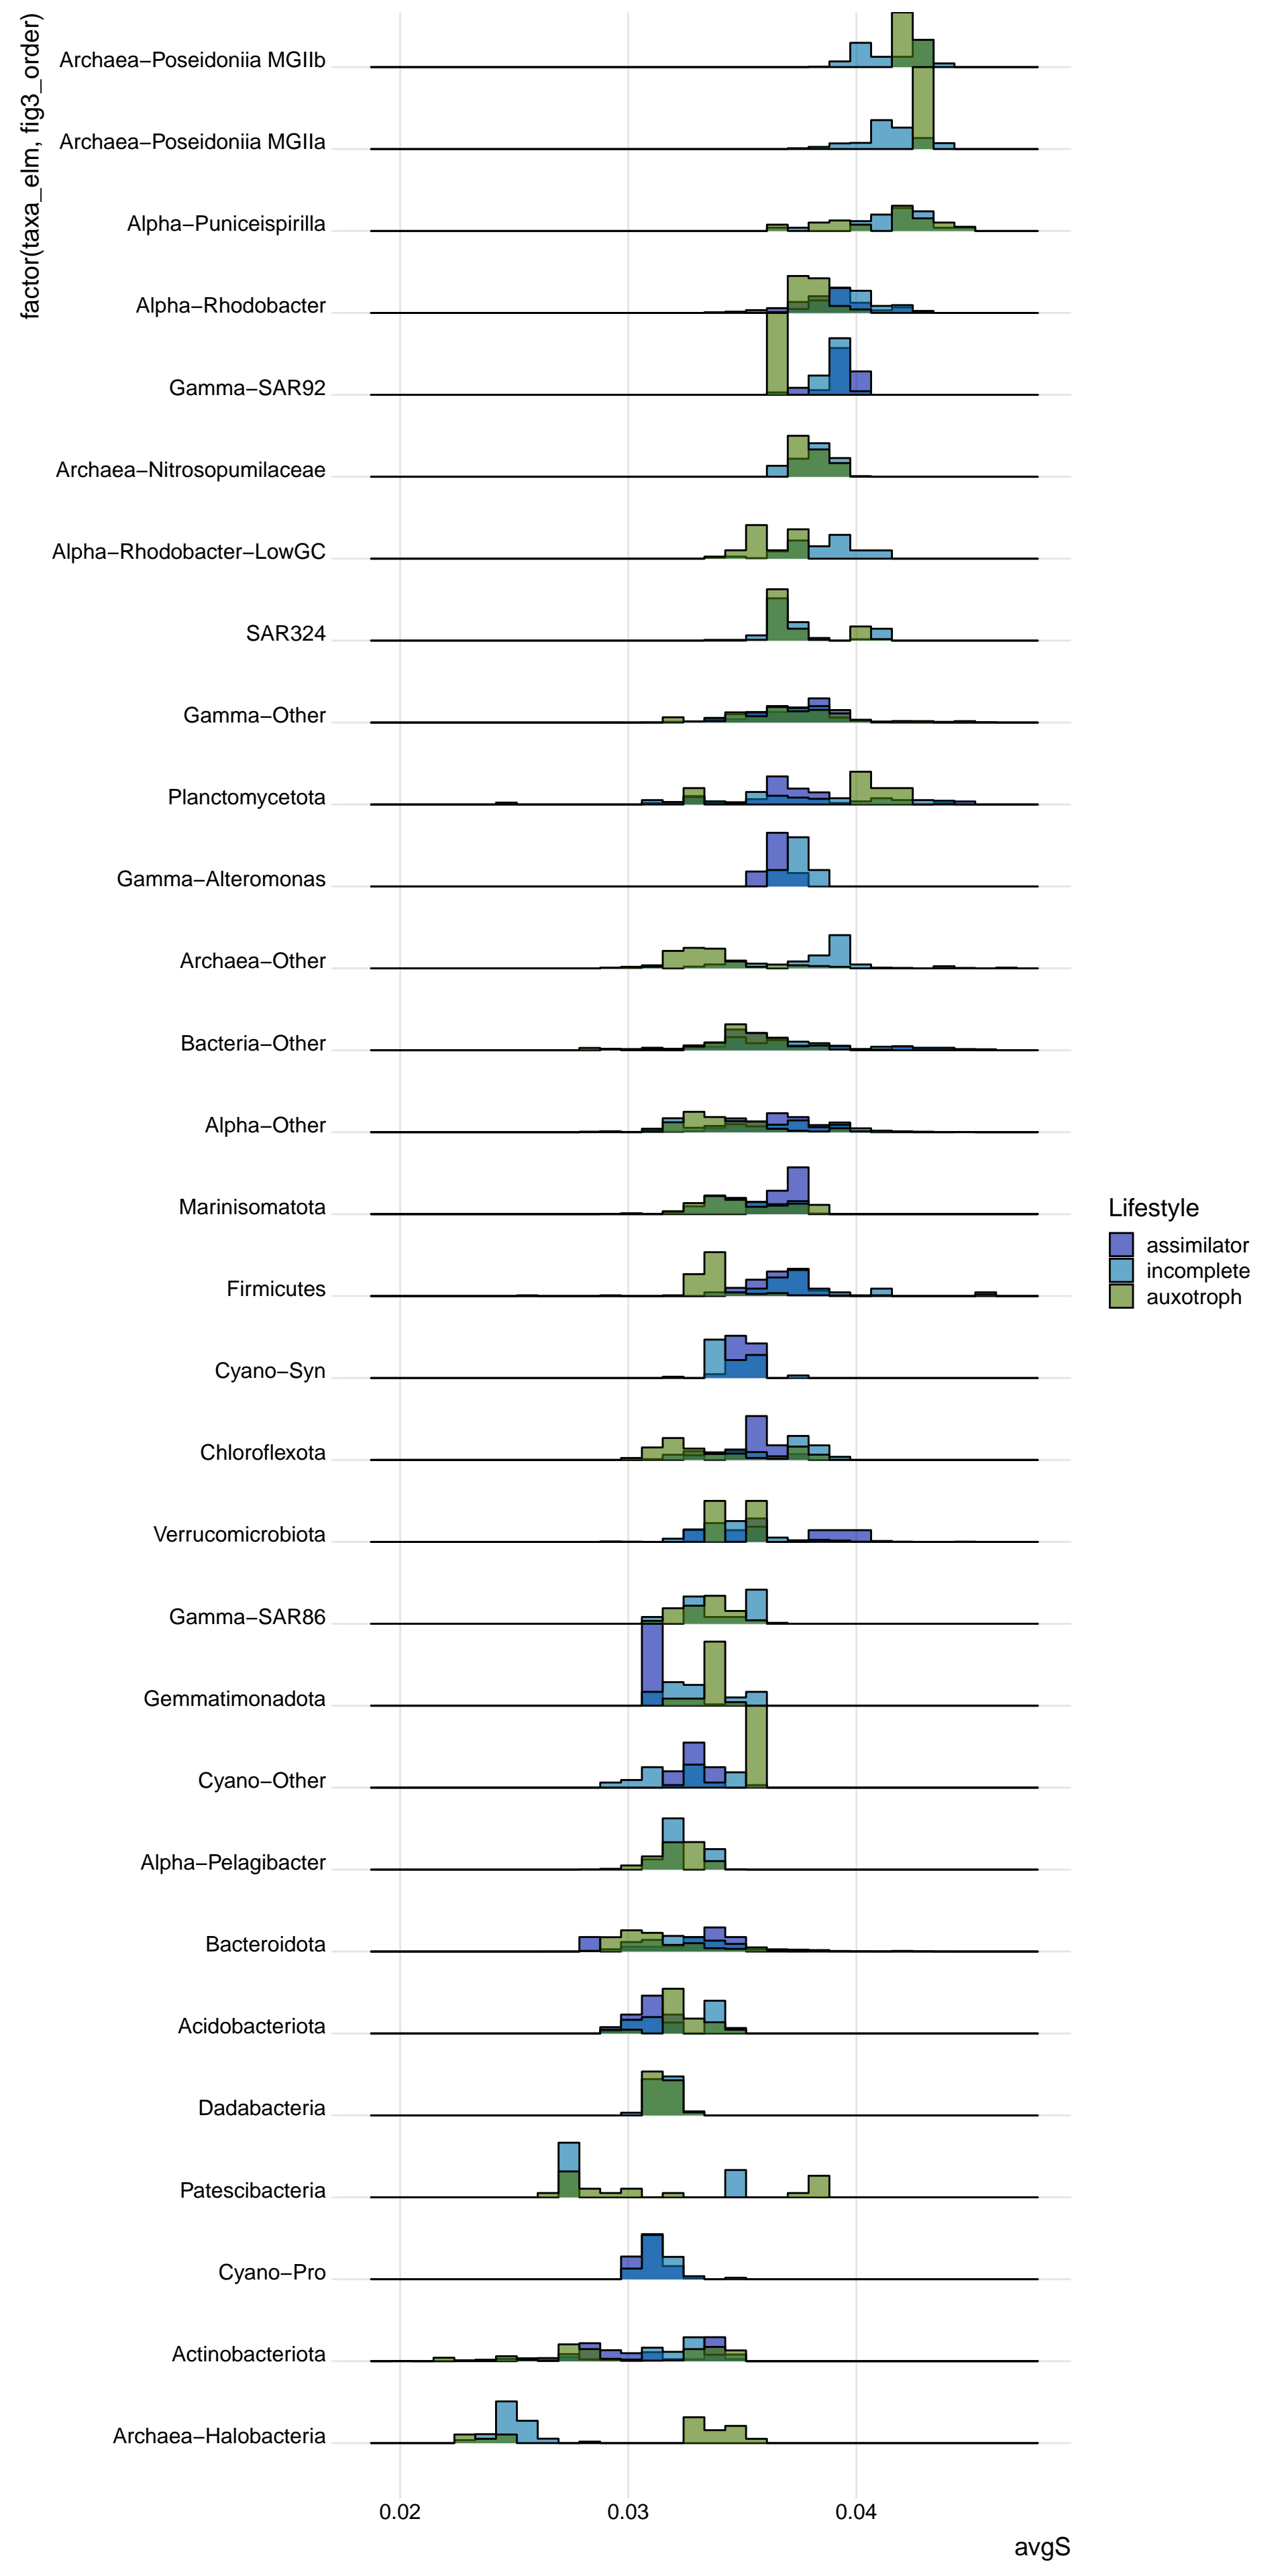 factor(taxa_elm, fig3_order)
Archaea−Poseidoniia MGIIb
Archaea−Poseidoniia MGIIa
Alpha−Puniceispirilla
Alpha−Rhodobacter
Gamma−SAR92
Archaea−Nitrosopumilaceae
Alpha−Rhodobacter−LowGC
SAR324
Gamma−Other
Planctomycetota
Gamma−Alteromonas
Archaea−Other
Bacteria−Other
Alpha−Other
Marinisomatota
Firmicutes
Cyano−Syn
Chloroflexota
Verrucomicrobiota
Gamma−SAR86
Gemmatimonadota
Cyano−Other
Alpha−Pelagibacter
Bacteroidota
Acidobacteriota
Dadabacteria
Patescibacteria
Cyano−Pro
Actinobacteriota
Archaea−Halobacteria
0.02 0.03 0.04
avgS
Lifestyle
assimilator
incomplete
auxotroph